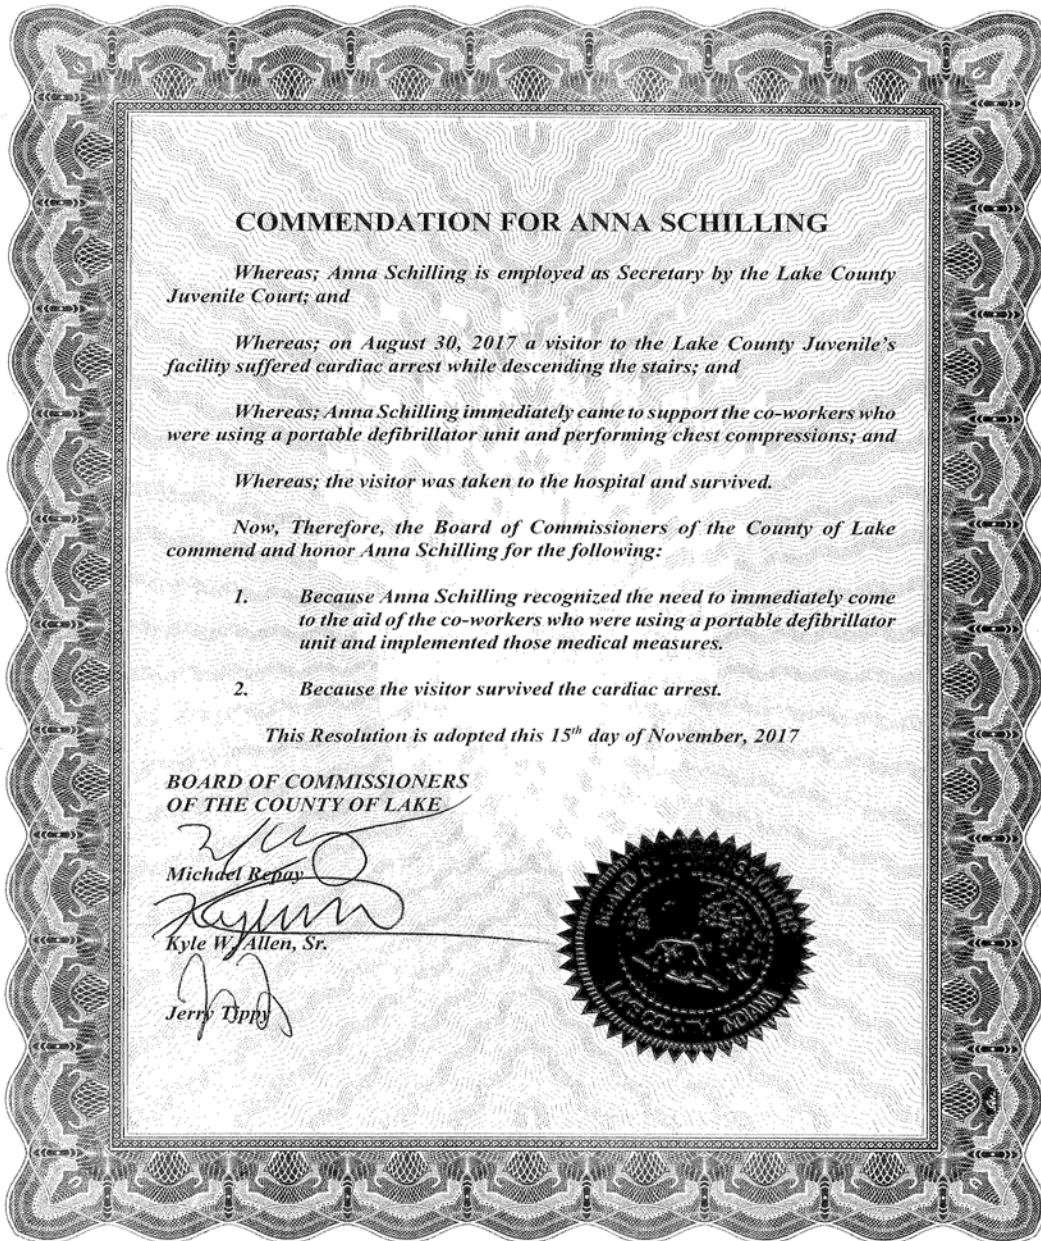 COMMENDATION FOR ANNA SCHILLING
Whereas; Anna Schilling is employed as Secretary by the Lake County
Juvenile Court; and
Whereas; on August 30, 2017 a visitor to the Lake County Juvenile's
facility suffered cardiac arrest while descending the stairs; and
Whereas; Anna Schilling immediately came to support the co-workers who
were using a portable defibrillator unit and performing chest compressions; and
Whereas; the visitor was taken to the hospital and survived.
Now, Therefore, the Board of Commissioners of the County of Lake
commend and honor Anna Schilling for the following:
1. Because Anna Schilling recognized the need to immediately come
to the aid of the co-workers who were using a portable defibrillator
unit and implemented those medical measures.
2. Because the visitor survived the cardiac arrest.
This Resolution is adopted this 15th day of November, 2017
BOARD OF COMMISSIONERS
OF THE COUNTY OF LAKE
Michael Repay
Kyle W. Allen, Sr.
Jerry Tippy
BOARD OF COMMISSIONERS
LAKE COUNTY, INDIANA